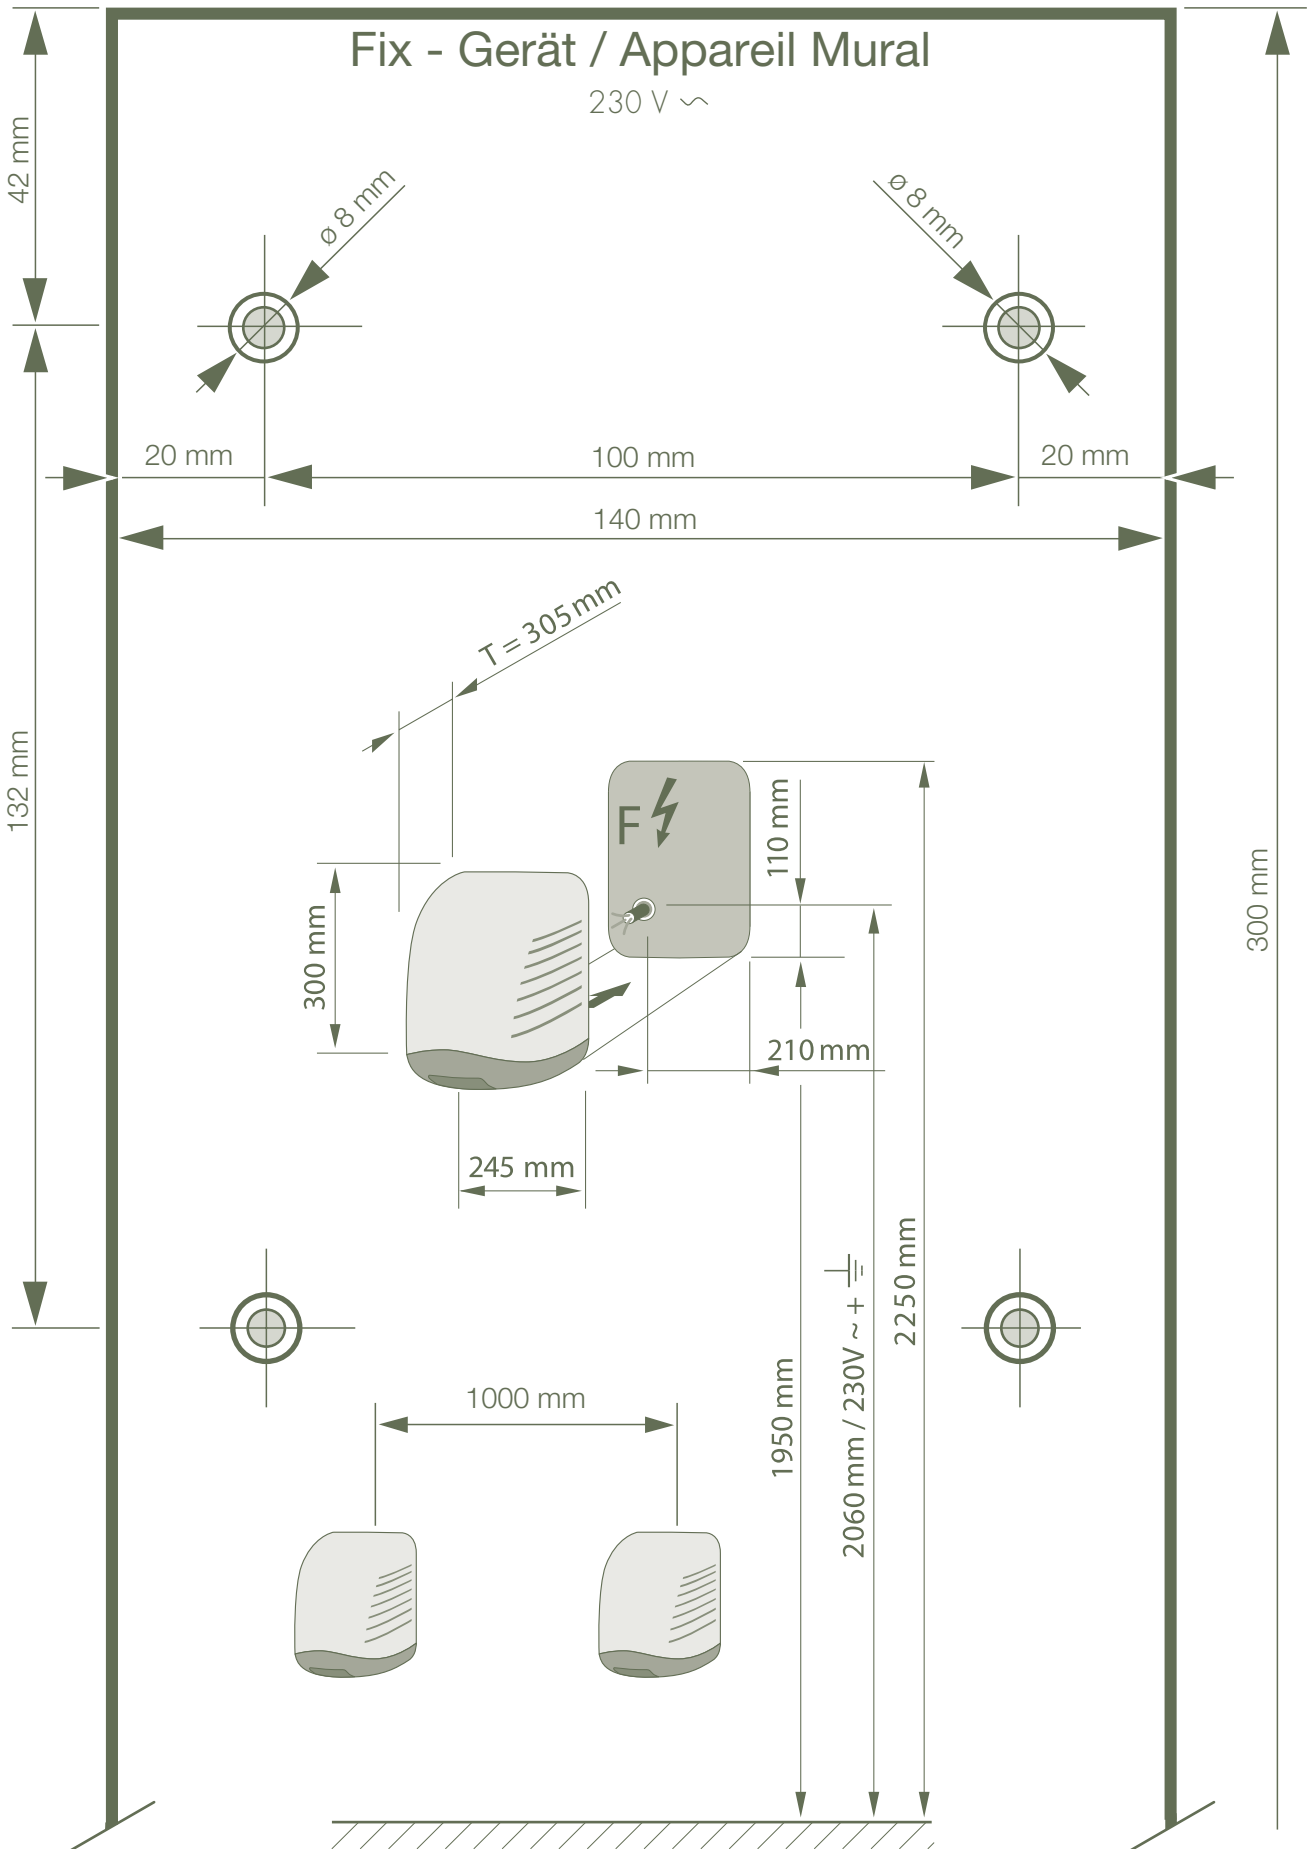 Fix - Gerät / Appareil Mural
230 V ~
42 mm
ø 8 mm
ø 8 mm
20 mm
100 mm
20 mm
140 mm
T = 305 mm
132 mm
F
110 mm
300 mm
300 mm
210 mm
245 mm
2250 mm
2060 mm / 230V ~ + ⏚
1950 mm
1000 mm